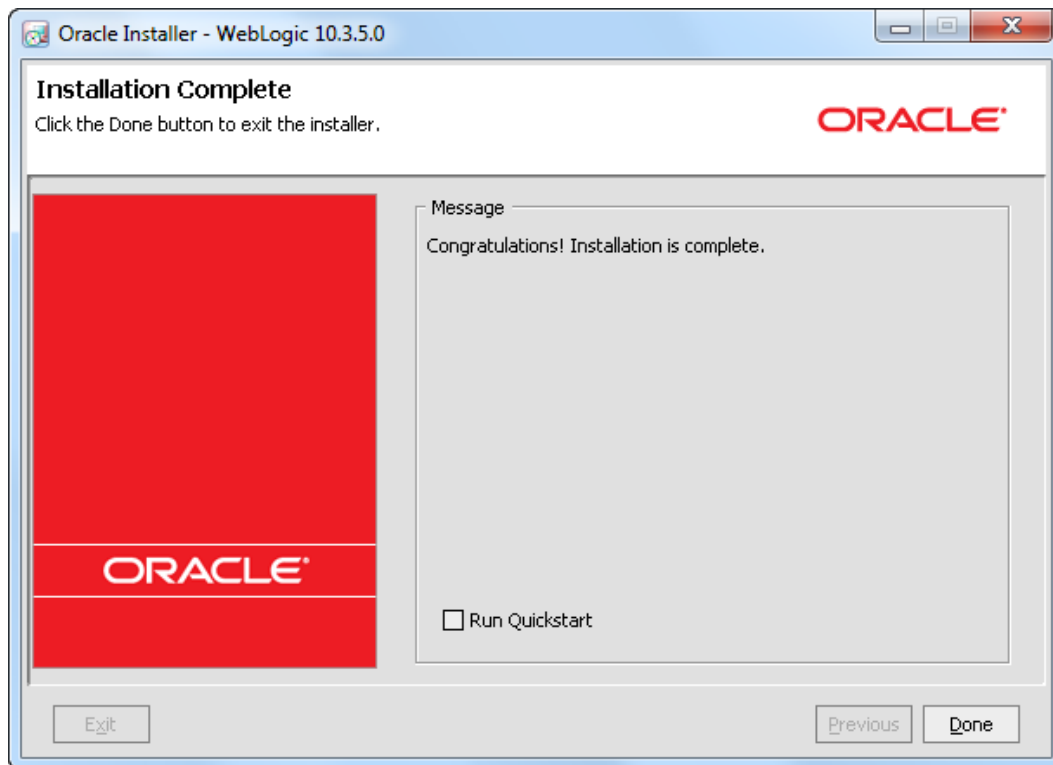 Oracle Installer - WebLogic 10.3.5.0
Installation Complete
Click the Done button to exit the installer.
ORACLE
Message
Congratulations! Installation is complete.
ORACLE
Run Quickstart
Exit
Previous
Done